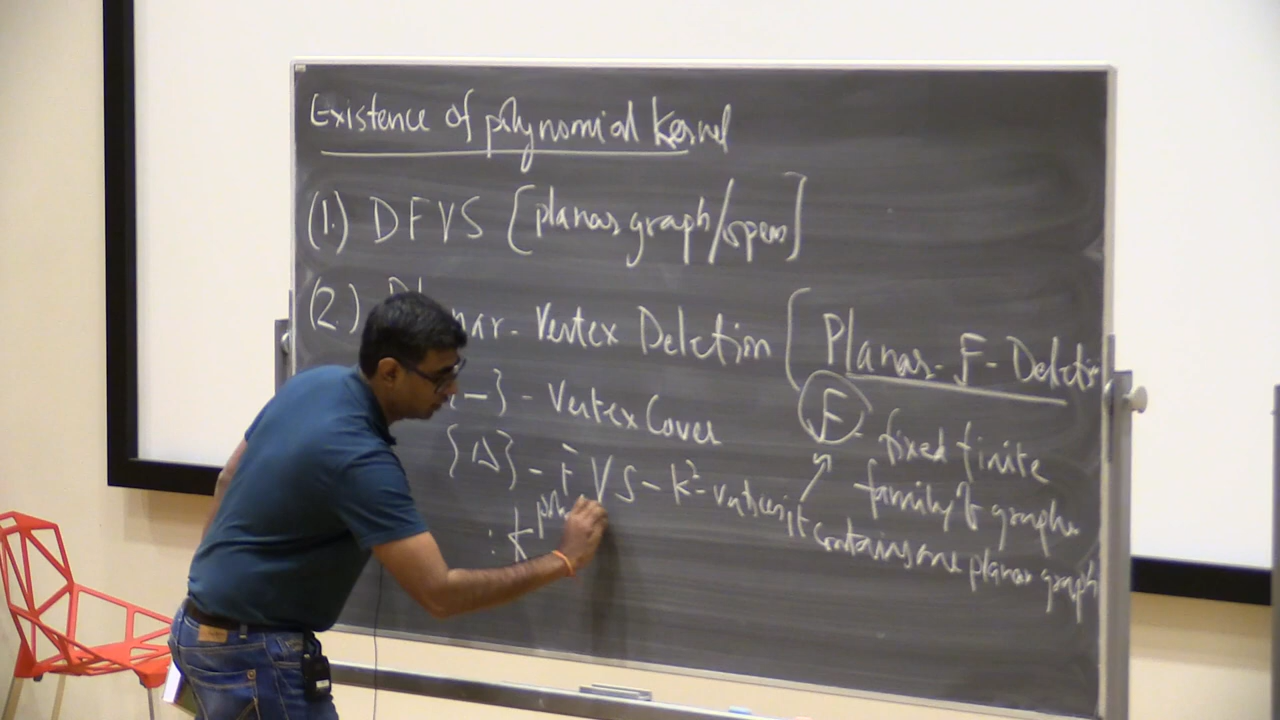 Existence of polynomial Kernel
(1.) DFVS [planar graph/open]
(2.) Planar-Vertex Deletion [Planar-F-Deleti
{–} - Vertex Cover
F - fixed finite
family of graphs
it contains one planar graph
{Δ} - FVS - k²-vertices
: k